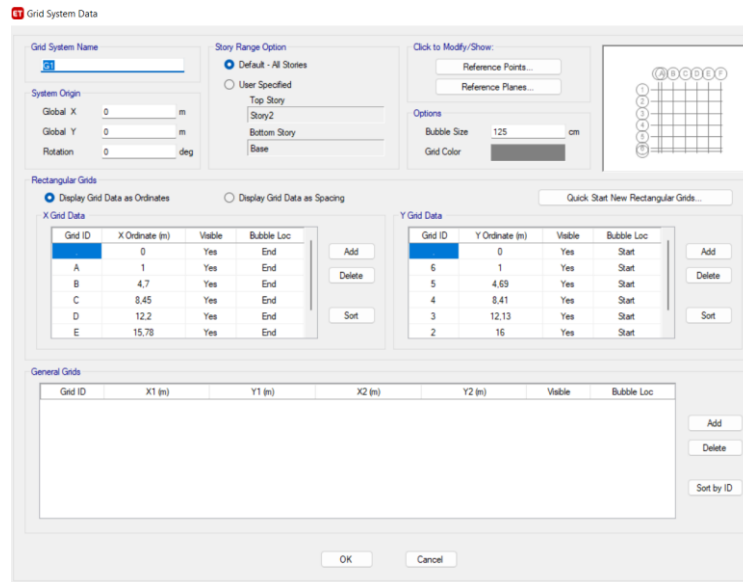 ET Grid System Data
Grid System Name
G1
System Origin
Global X 0 m
Global Y 0 m
Rotation 0 deg
Story Range Option
Default - All Stories
User Specified
Top Story
Story2
Bottom Story
Base
Click to Modify/Show:
Reference Points...
Reference Planes...
Options
Bubble Size 125 cm
Grid Color
A B C D E F
1
2
3
4
5
6
Rectangular Grids
Display Grid Data as Ordinates
Display Grid Data as Spacing
Quick Start New Rectangular Grids...
X Grid Data
Grid ID X Ordinate (m) Visible Bubble Loc
. 0 Yes End
A 1 Yes End
B 4,7 Yes End
C 8,45 Yes End
D 12,2 Yes End
E 15,78 Yes End
Add
Delete
Sort
Y Grid Data
Grid ID Y Ordinate (m) Visible Bubble Loc
. 0 Yes Start
6 1 Yes Start
5 4,69 Yes Start
4 8,41 Yes Start
3 12,13 Yes Start
2 16 Yes Start
Add
Delete
Sort
General Grids
Grid ID X1 (m) Y1 (m) X2 (m) Y2 (m) Visible Bubble Loc
Add
Delete
Sort by ID
OK
Cancel